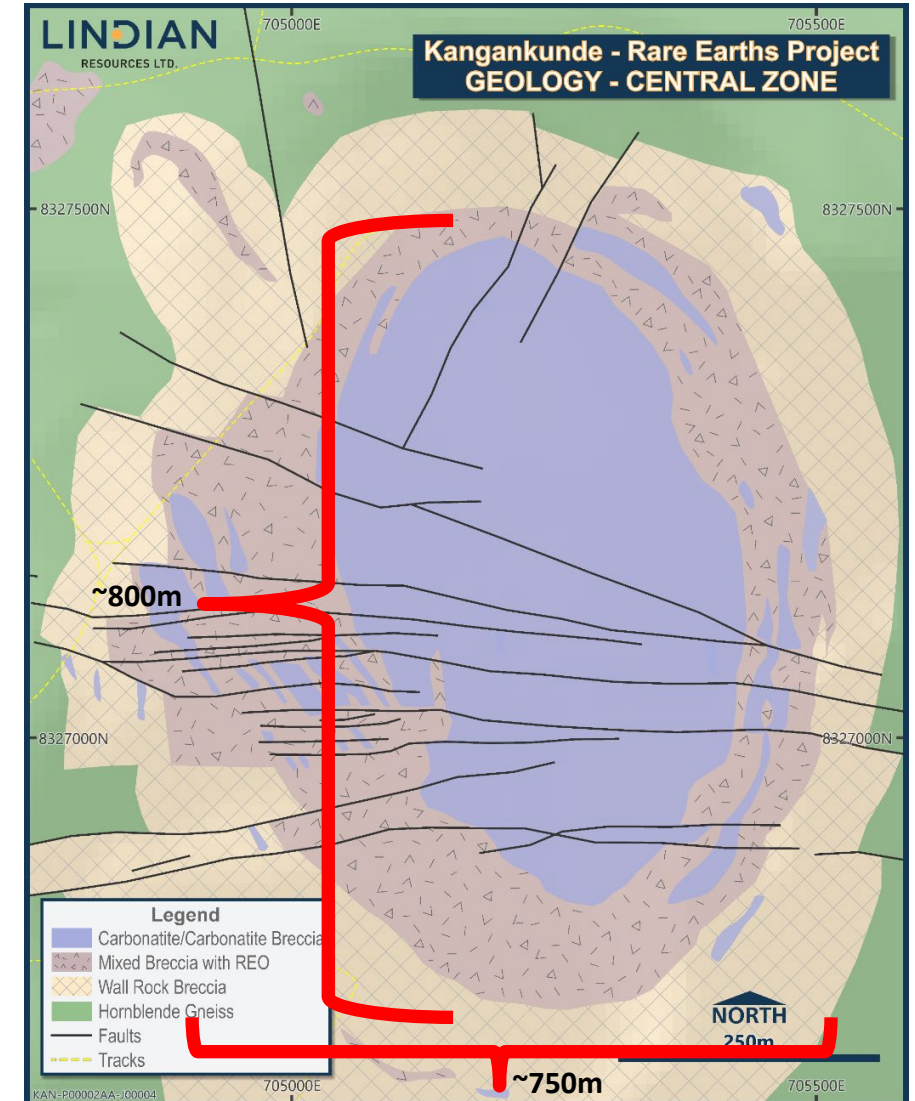 LINDIAN
RESOURCES LTD.
705000E
705500E
Kangankunde - Rare Earths Project
GEOLOGY - CENTRAL ZONE
8327500N
8327500N
~800m
8327000N
8327000N
Legend
Carbonatite/Carbonatite Breccia
Mixed Breccia with REO
Wall Rock Breccia
Hornblende Gneiss
Faults
Tracks
NORTH
250m
~750m
KAN-P00002AA-J00004
705000E
705500E